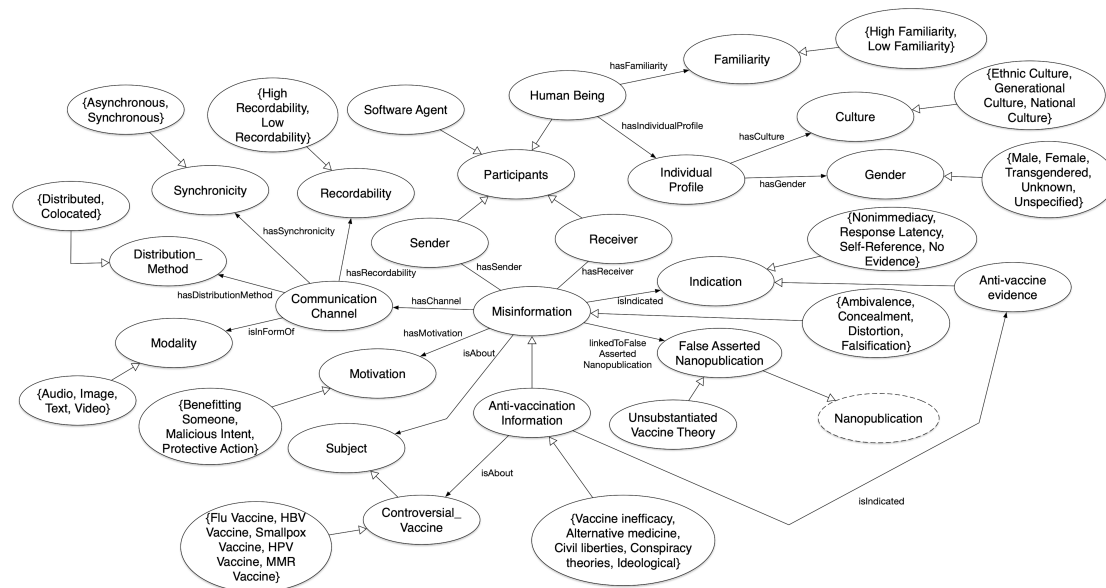 {High Familiarity,
Low Familiarity}
Familiarity
hasFamiliarity
Human Being
{Ethnic Culture,
Generational
Culture, National
Culture}
Culture
hasCulture
hasIndividualProfile
Individual
Profile
hasGender
Gender
{Male, Female,
Transgendered,
Unknown,
Unspecified}
{Asynchronous,
Synchronous}
{High
Recordability,
Low
Recordability}
Software Agent
Participants
Synchronicity
Recordability
{Distributed,
Colocated}
Sender
Receiver
{Nonimmediacy,
Response Latency,
Self-Reference, No
Evidence}
hasSynchronicity
Distribution_
Method
hasRecordability
hasSender
hasReceiver
Indication
Anti-vaccine
evidence
hasDistributionMethod
Communication
Channel
hasChannel
Misinformation
isIndicated
{Ambivalence,
Concealment,
Distortion,
Falsification}
isInFormOf
hasMotivation
Modality
isAbout
linkedToFalse
Asserted
Nanopublication
False Asserted
Nanopublication
Motivation
{Audio, Image,
Text, Video}
{Benefitting
Someone,
Malicious Intent,
Protective Action}
Anti-vaccination
Information
Unsubstantiated
Vaccine Theory
Nanopublication
Subject
isAbout
isIndicated
{Flu Vaccine, HBV
Vaccine, Smallpox
Vaccine, HPV
Vaccine, MMR
Vaccine}
Controversial_
Vaccine
{Vaccine inefficacy,
Alternative medicine,
Civil liberties, Conspiracy
theories, Ideological}